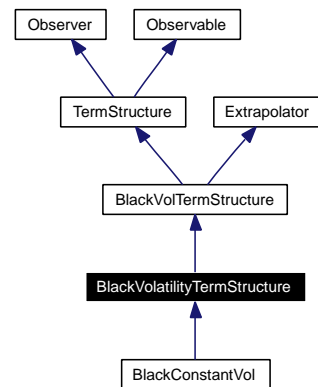 Observer Observable
TermStructure Extrapolator
BlackVolTermStructure
BlackVolatilityTermStructure
BlackConstantVol